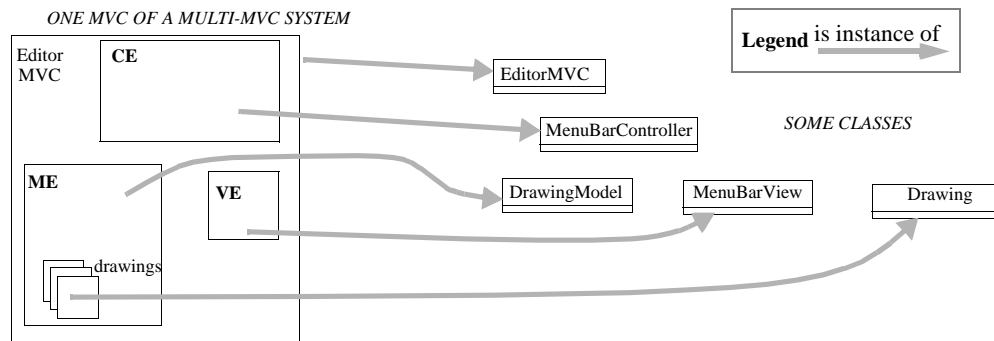 ONE MVC OF A MULTI-MVC SYSTEM
Legend is instance of
Editor
MVC
CE
EditorMVC
MenuBarController
SOME CLASSES
ME
VE
DrawingModel
MenuBarView
Drawing
drawings